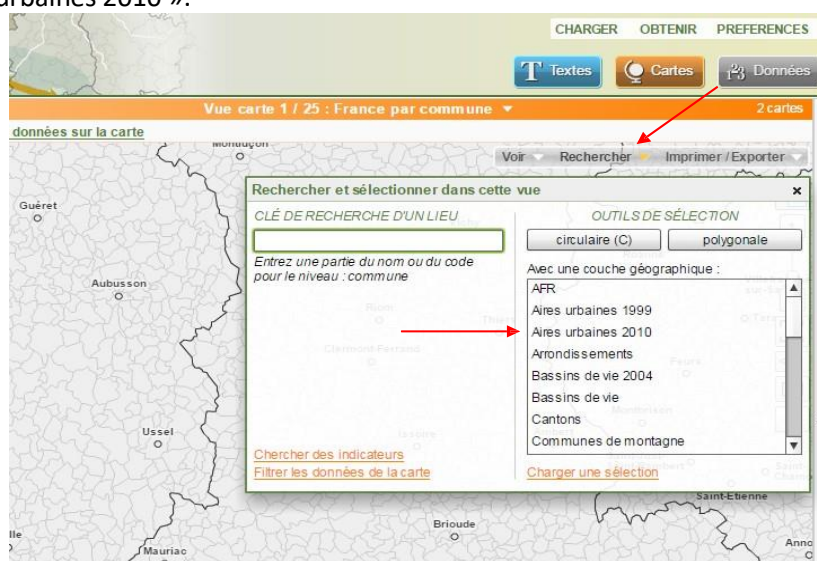 urbaines 2010 ».
CHARGER OBTENIR PREFERENCES
T Textes Cartes 123 Données
Vue carte 1 / 25 : France par commune 2 cartes
données sur la carte
Montluçon
Voir Rechercher Imprimer / Exporter
Rechercher et sélectionner dans cette vue x
Guéret
CLÉ DE RECHERCHE D'UN LIEU
Entrez une partie du nom ou du code
pour le niveau : commune
OUTILS DE SÉLECTION
circulaire (C) polygonale
Avec une couche géographique :
AFR
Aires urbaines 1999
Aires urbaines 2010
Arrondissements
Bassins de vie 2004
Bassins de vie
Cantons
Communes de montagne
Aubusson
Riom
Clermont-Ferrand
Ussel
Issoire
Chercher des indicateurs
Filtrer les données de la carte
Charger une sélection
Saint-Etienne
Brioude
Mauriac